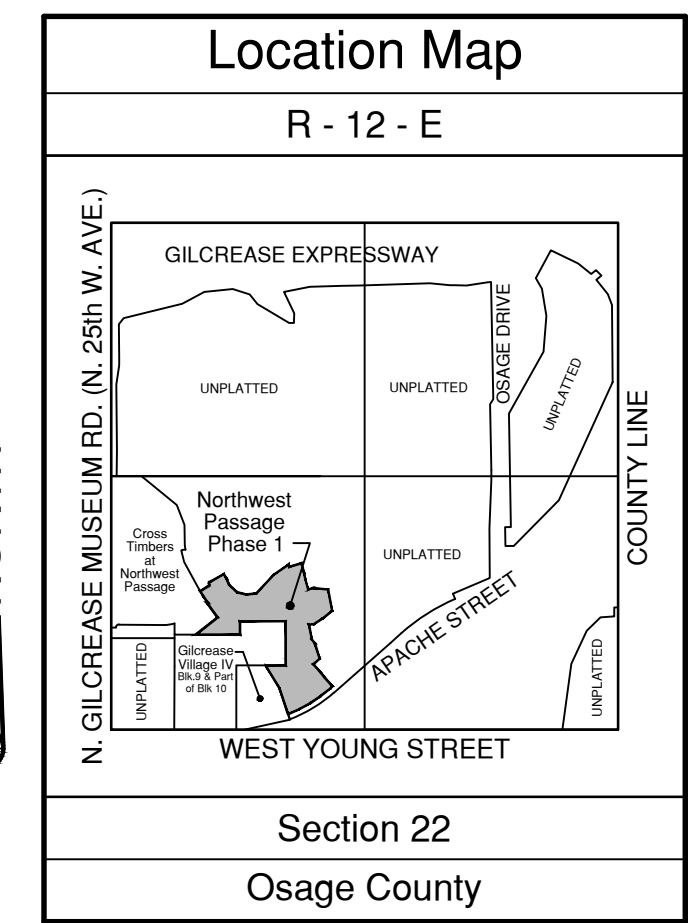 Location Map
R - 12 - E
N. GILCREASE MUSEUM RD. (N. 25th W. AVE.)
GILCREASE EXPRESSWAY
OSAGE DRIVE
UNPLATTED
UNPLATTED
UNPLATTED
COUNTY LINE
Northwest
Passage
Phase 1
Cross
Timbers
at
Northwest
Passage
UNPLATTED
APACHE STREET
UNPLATTED
Gilcrease
Village IV
Blk.9 & Part
of Blk 10
UNPLATTED
WEST YOUNG STREET
Section 22
Osage County